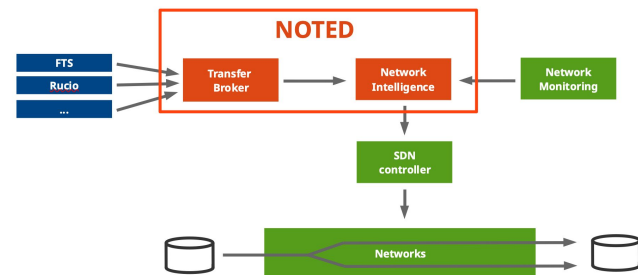 NOTED
FTS
Rucio
...
Transfer
Broker
Network
Intelligence
Network
Monitoring
SDN
controller
Networks